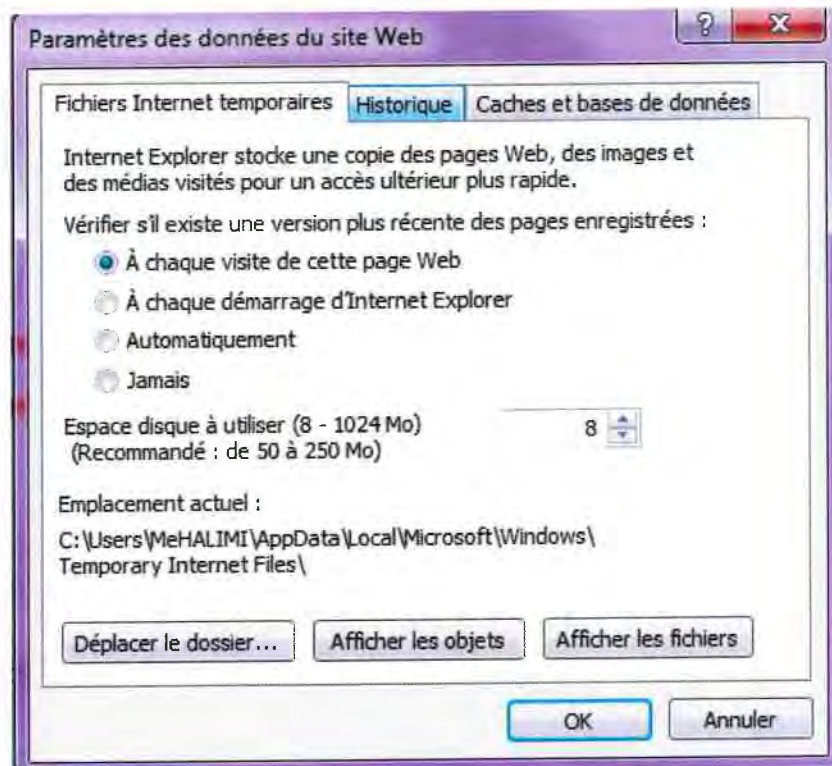 Paramètres des données du site Web
?
Fichiers Internet temporaires Historique Caches et bases de données
Internet Explorer stocke une copie des pages Web, des images et
des médias visités pour un accès ultérieur plus rapide.
Vérifier s'il existe une version plus récente des pages enregistrées :
À chaque visite de cette page Web
À chaque démarrage d'Internet Explorer
Automatiquement
Jamais
Espace disque à utiliser (8 - 1024 Mo) 8
(Recommandé : de 50 à 250 Mo)
Emplacement actuel :
C:\Users\MeHALIMI\AppData\Local\Microsoft\Windows\
Temporary Internet Files\
Déplacer le dossier... Afficher les objets Afficher les fichiers
OK Annuler